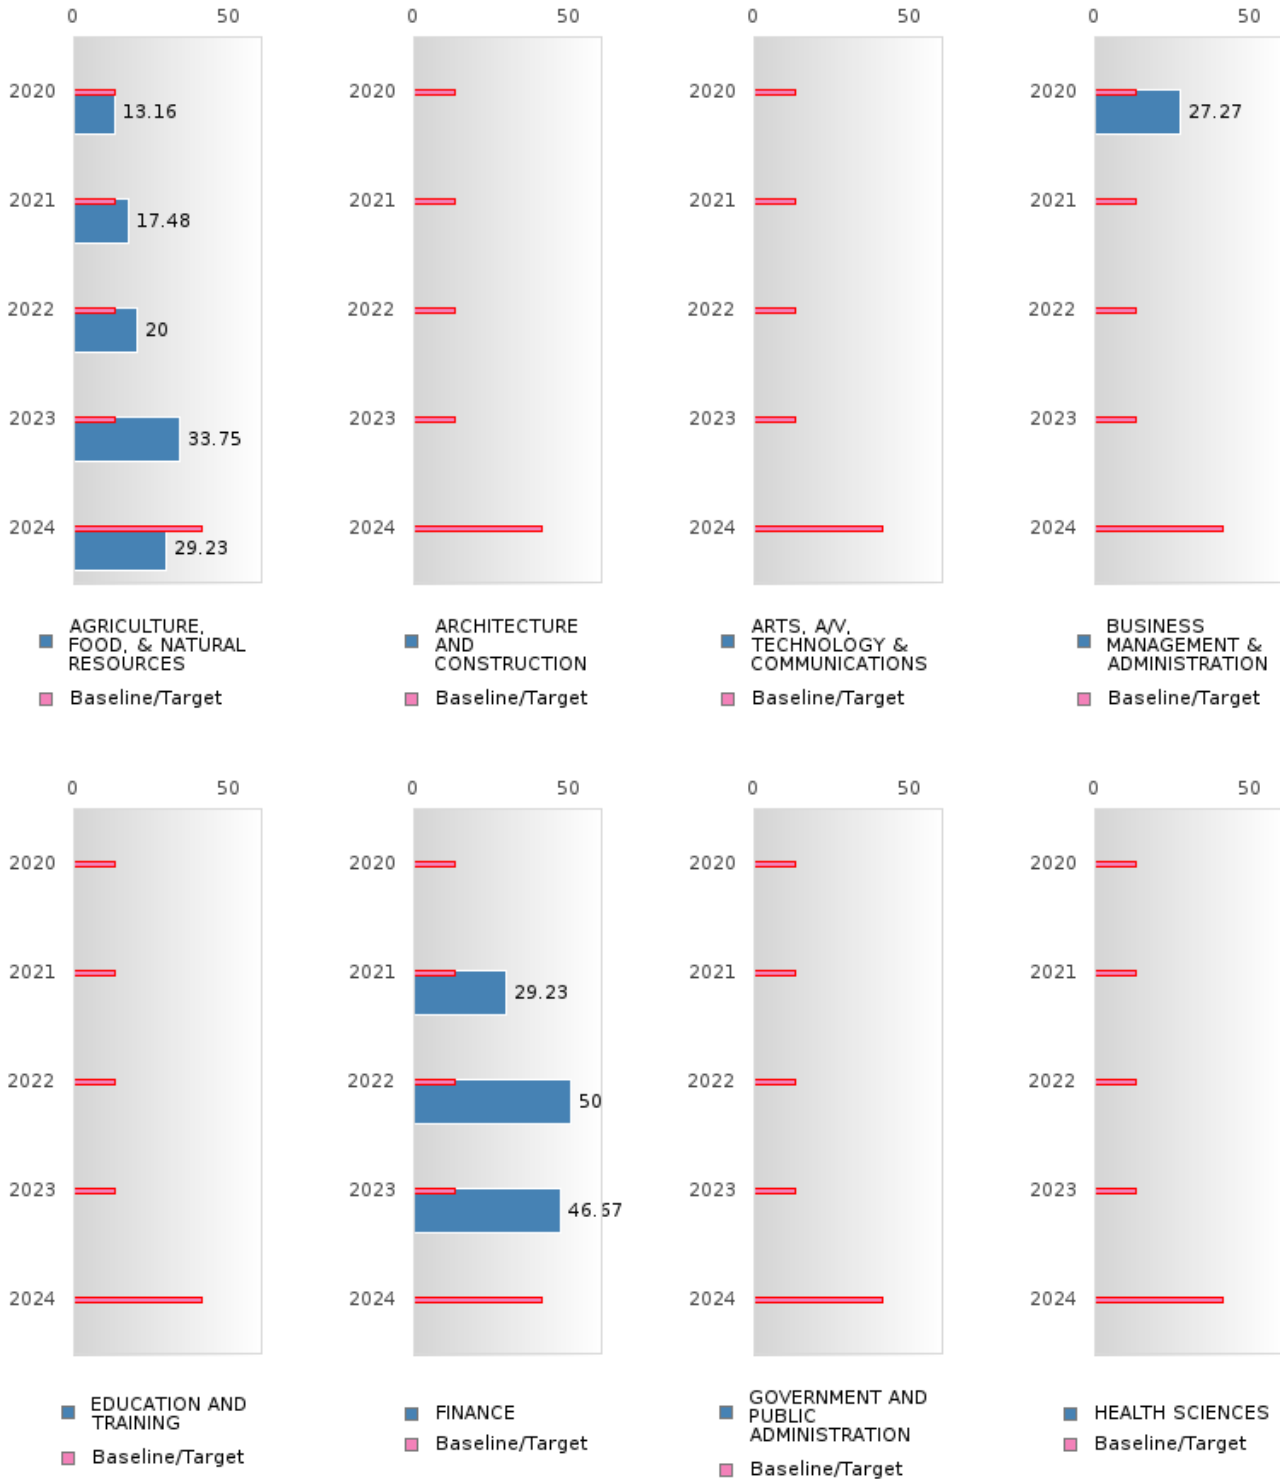 0 50
0 50
0 50
0 50
2020
13.16
2021
17.48
2022
20
2023
33.75
2024
29.23
2020
2021
2022
2023
2024
2020
2021
2022
2023
2024
2020
27.27
2021
2022
2023
2024
AGRICULTURE,
FOOD, & NATURAL
RESOURCES
Baseline/Target
ARCHITECTURE
AND
CONSTRUCTION
Baseline/Target
ARTS, A/V,
TECHNOLOGY &
COMMUNICATIONS
Baseline/Target
BUSINESS
MANAGEMENT &
ADMINISTRATION
Baseline/Target
0 50
0 50
0 50
0 50
2020
2021
2022
2023
2024
2020
2021
29.23
2022
50
2023
46.67
2024
2020
2021
2022
2023
2024
2020
2021
2022
2023
2024
EDUCATION AND
TRAINING
Baseline/Target
FINANCE
Baseline/Target
GOVERNMENT AND
PUBLIC
ADMINISTRATION
Baseline/Target
HEALTH SCIENCES
Baseline/Target